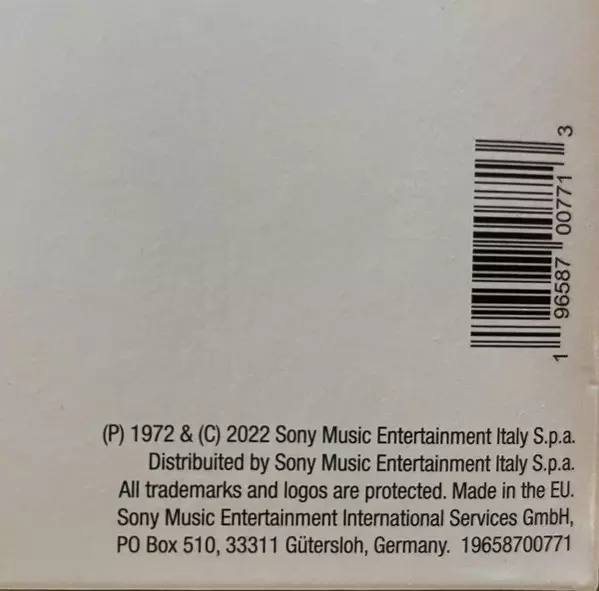 1 96587 00771 3
(P) 1972 & (C) 2022 Sony Music Entertainment Italy S.p.a.
Distribuited by Sony Music Entertainment Italy S.p.a.
All trademarks and logos are protected. Made in the EU.
Sony Music Entertainment International Services GmbH,
PO Box 510, 33311 Gütersloh, Germany. 19658700771